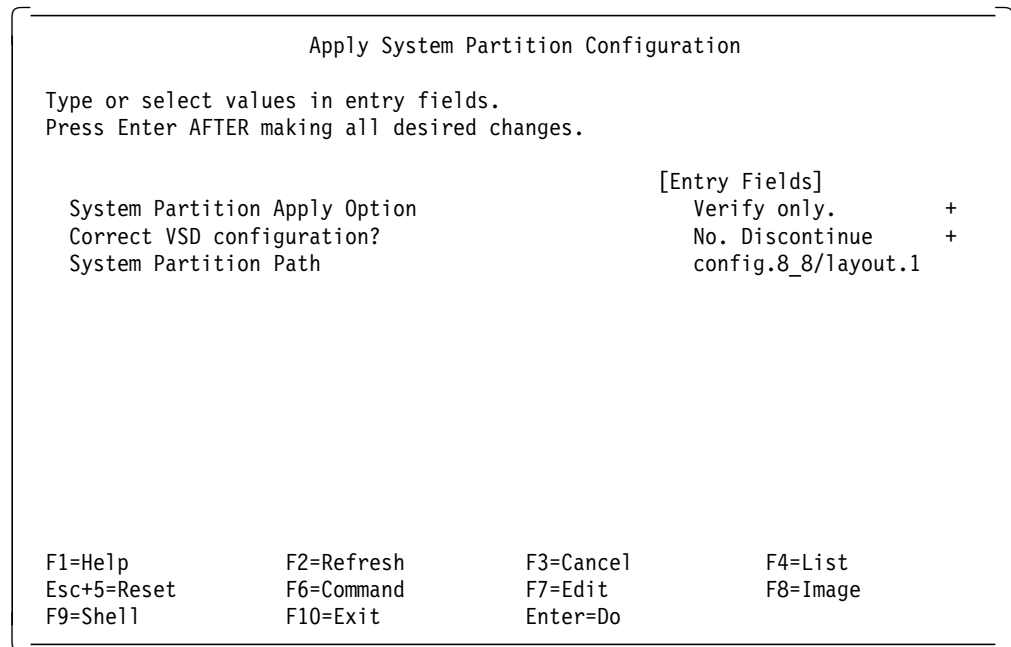 Apply System Partition Configuration
Type or select values in entry fields.
Press Enter AFTER making all desired changes.
[Entry Fields]
System Partition Apply Option Verify only. +
Correct VSD configuration? No. Discontinue +
System Partition Path config.8_8/layout.1
F1=Help F2=Refresh F3=Cancel F4=List
Esc+5=Reset F6=Command F7=Edit F8=Image
F9=Shell F10=Exit Enter=Do